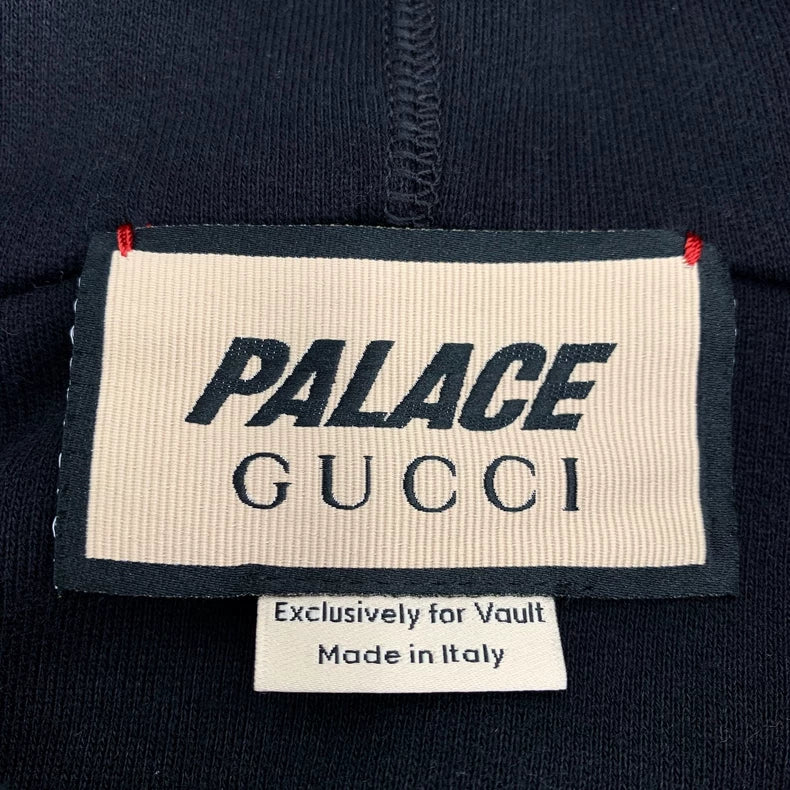 PALACE
GUCCI
Exclusively for Vault
Made in Italy